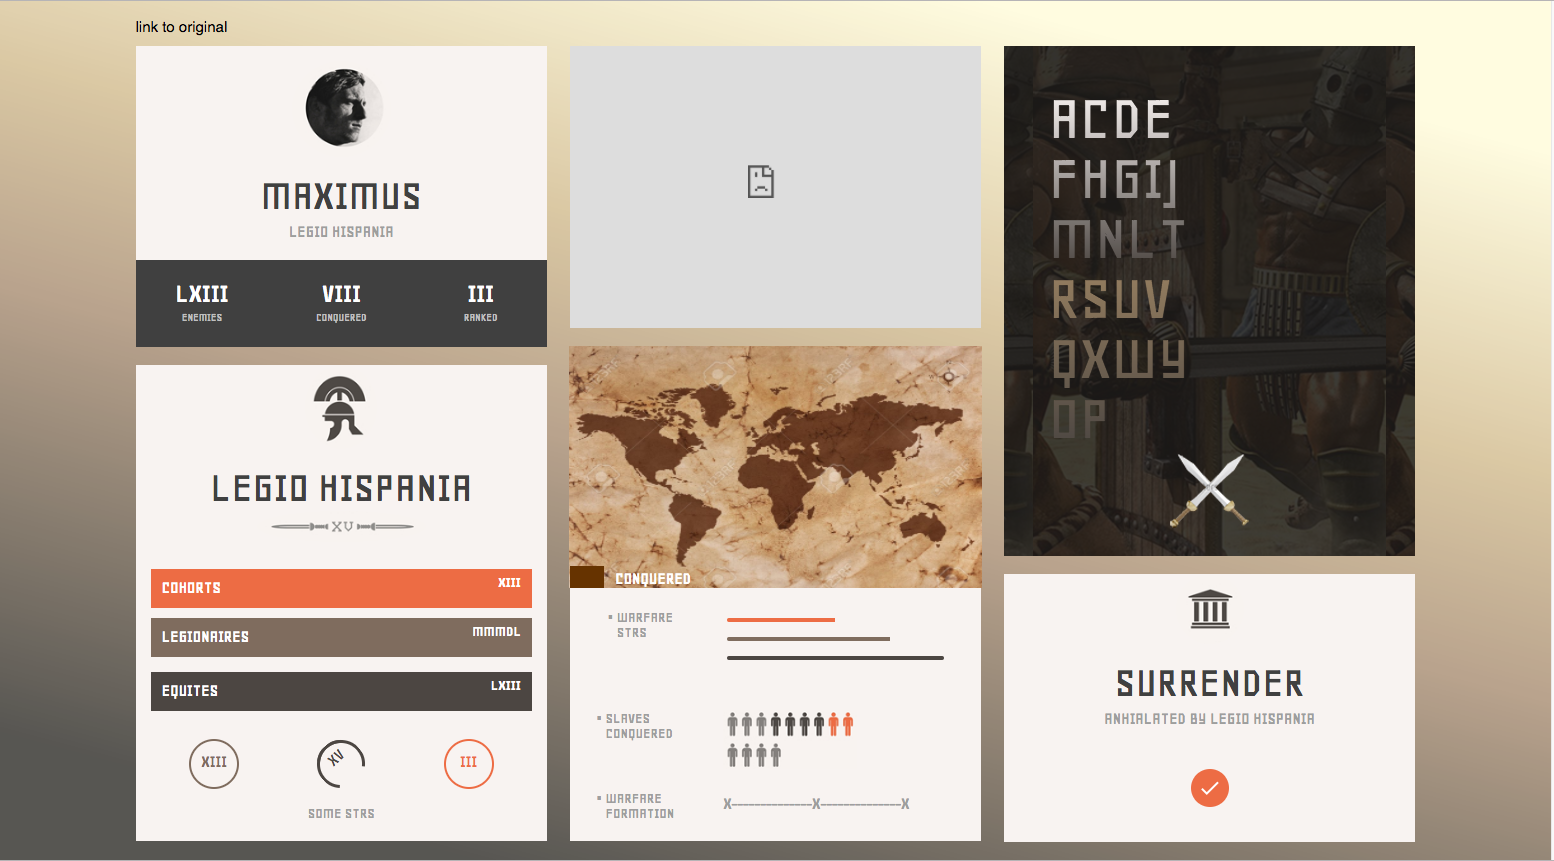 link to original
MAXIMUS
LEGIO HISPANIA
LXIII
ENEMIES
VIII
CONQUERED
III
RANKED
LEGIO HISPANIA
XV
COHORTS
XIII
LEGIONAIRES
MMMDL
EQUITES
LXIII
XIII
XV
III
SOME STRS
CONQUERED
WARFARE
STRS
SLAVES
CONQUERED
WARFARE
FORMATION
X--------------X--------------X
ACDE
FHGIJ
MNLT
RSUV
QXWY
OP
SURRENDER
ANHIALATED BY LEGIO HISPANIA